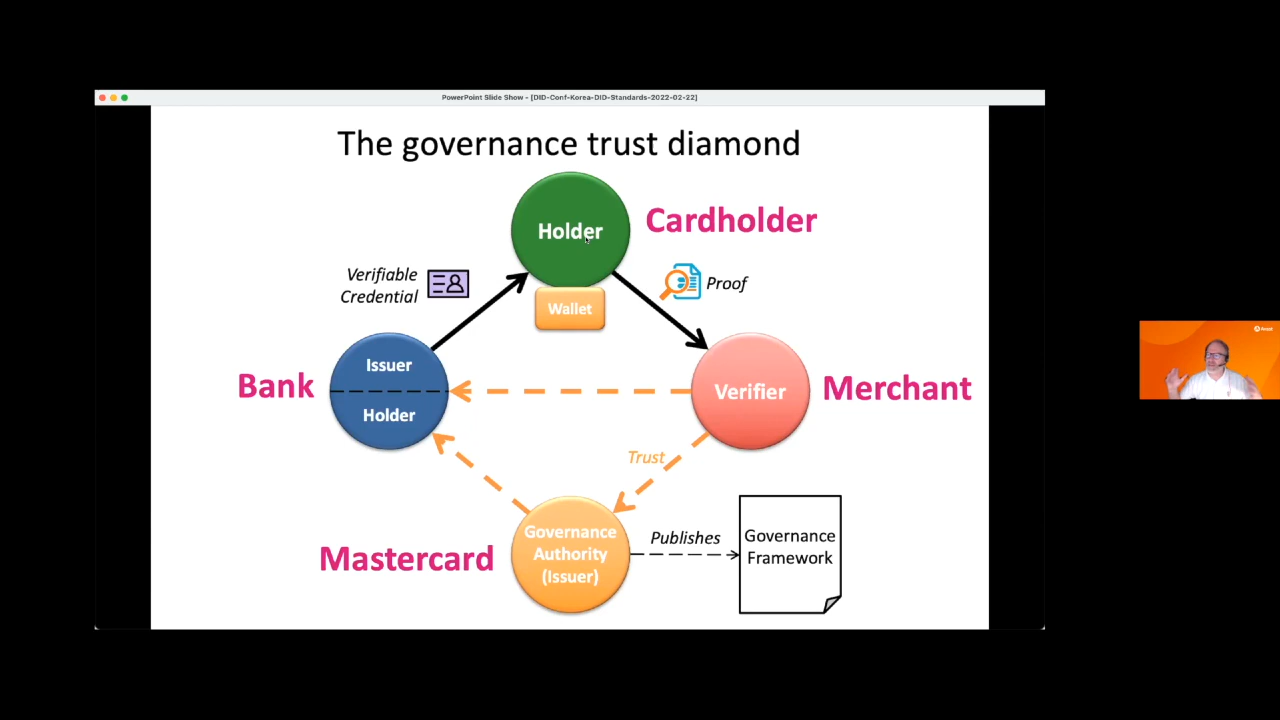 PowerPoint Slide Show - [DID-Conf-Korea-DID-Standards-2022-02-22]
The governance trust diamond
Holder
Cardholder
Verifiable
Credential
Proof
Wallet
Issuer
Holder
Bank
Verifier
Merchant
Trust
Governance
Authority
(Issuer)
Mastercard
Publishes
Governance
Framework